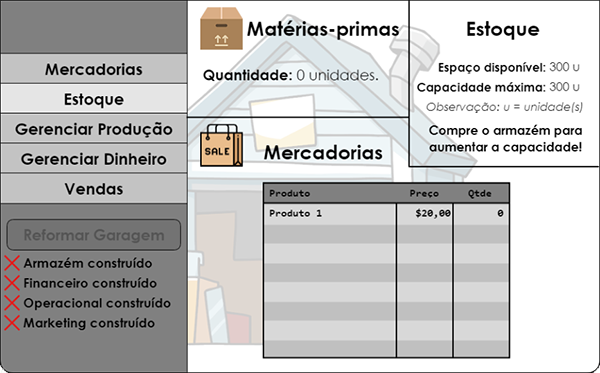 Mercadorias
Estoque
Gerenciar Produção
Gerenciar Dinheiro
Vendas
Reformar Garagem
Armazém construído
Financeiro construído
Operacional construído
Marketing construído
Matérias-primas
Quantidade: 0 unidades.
SALE
Mercadorias
Produto Preço Qtde
Produto 1 $20,00 0
Estoque
Espaço disponível: 300 u
Capacidade máxima: 300 u
Observação: u = unidade(s)
Compre o armazém para
aumentar a capacidade!